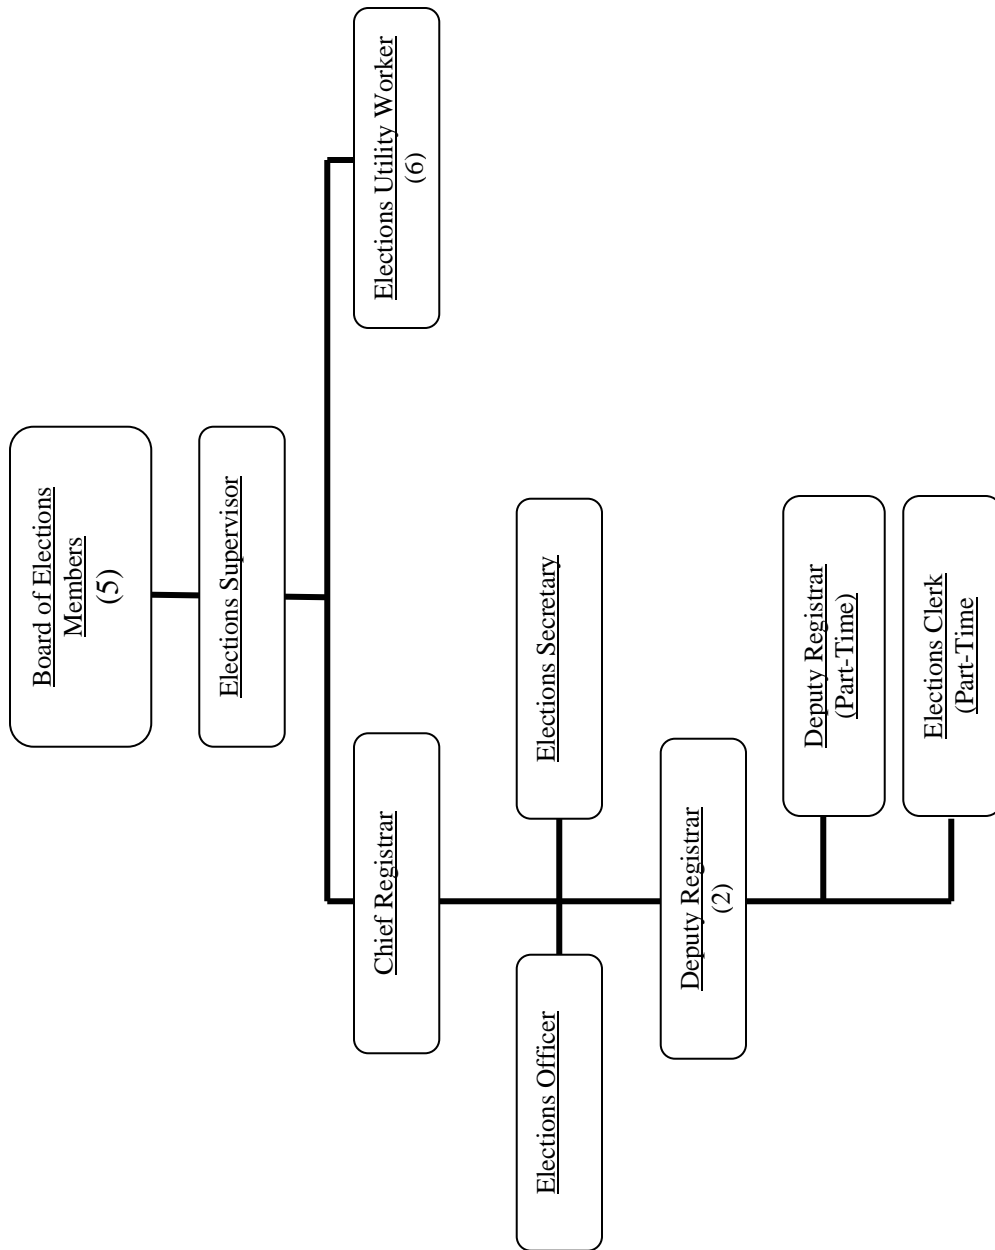 Board of Elections
Members
(5)
Elections Supervisor
Chief Registrar
Elections Utility Worker
(6)
Elections Officer
Elections Secretary
Deputy Registrar
(2)
Deputy Registrar
(Part-Time)
Elections Clerk
(Part-Time